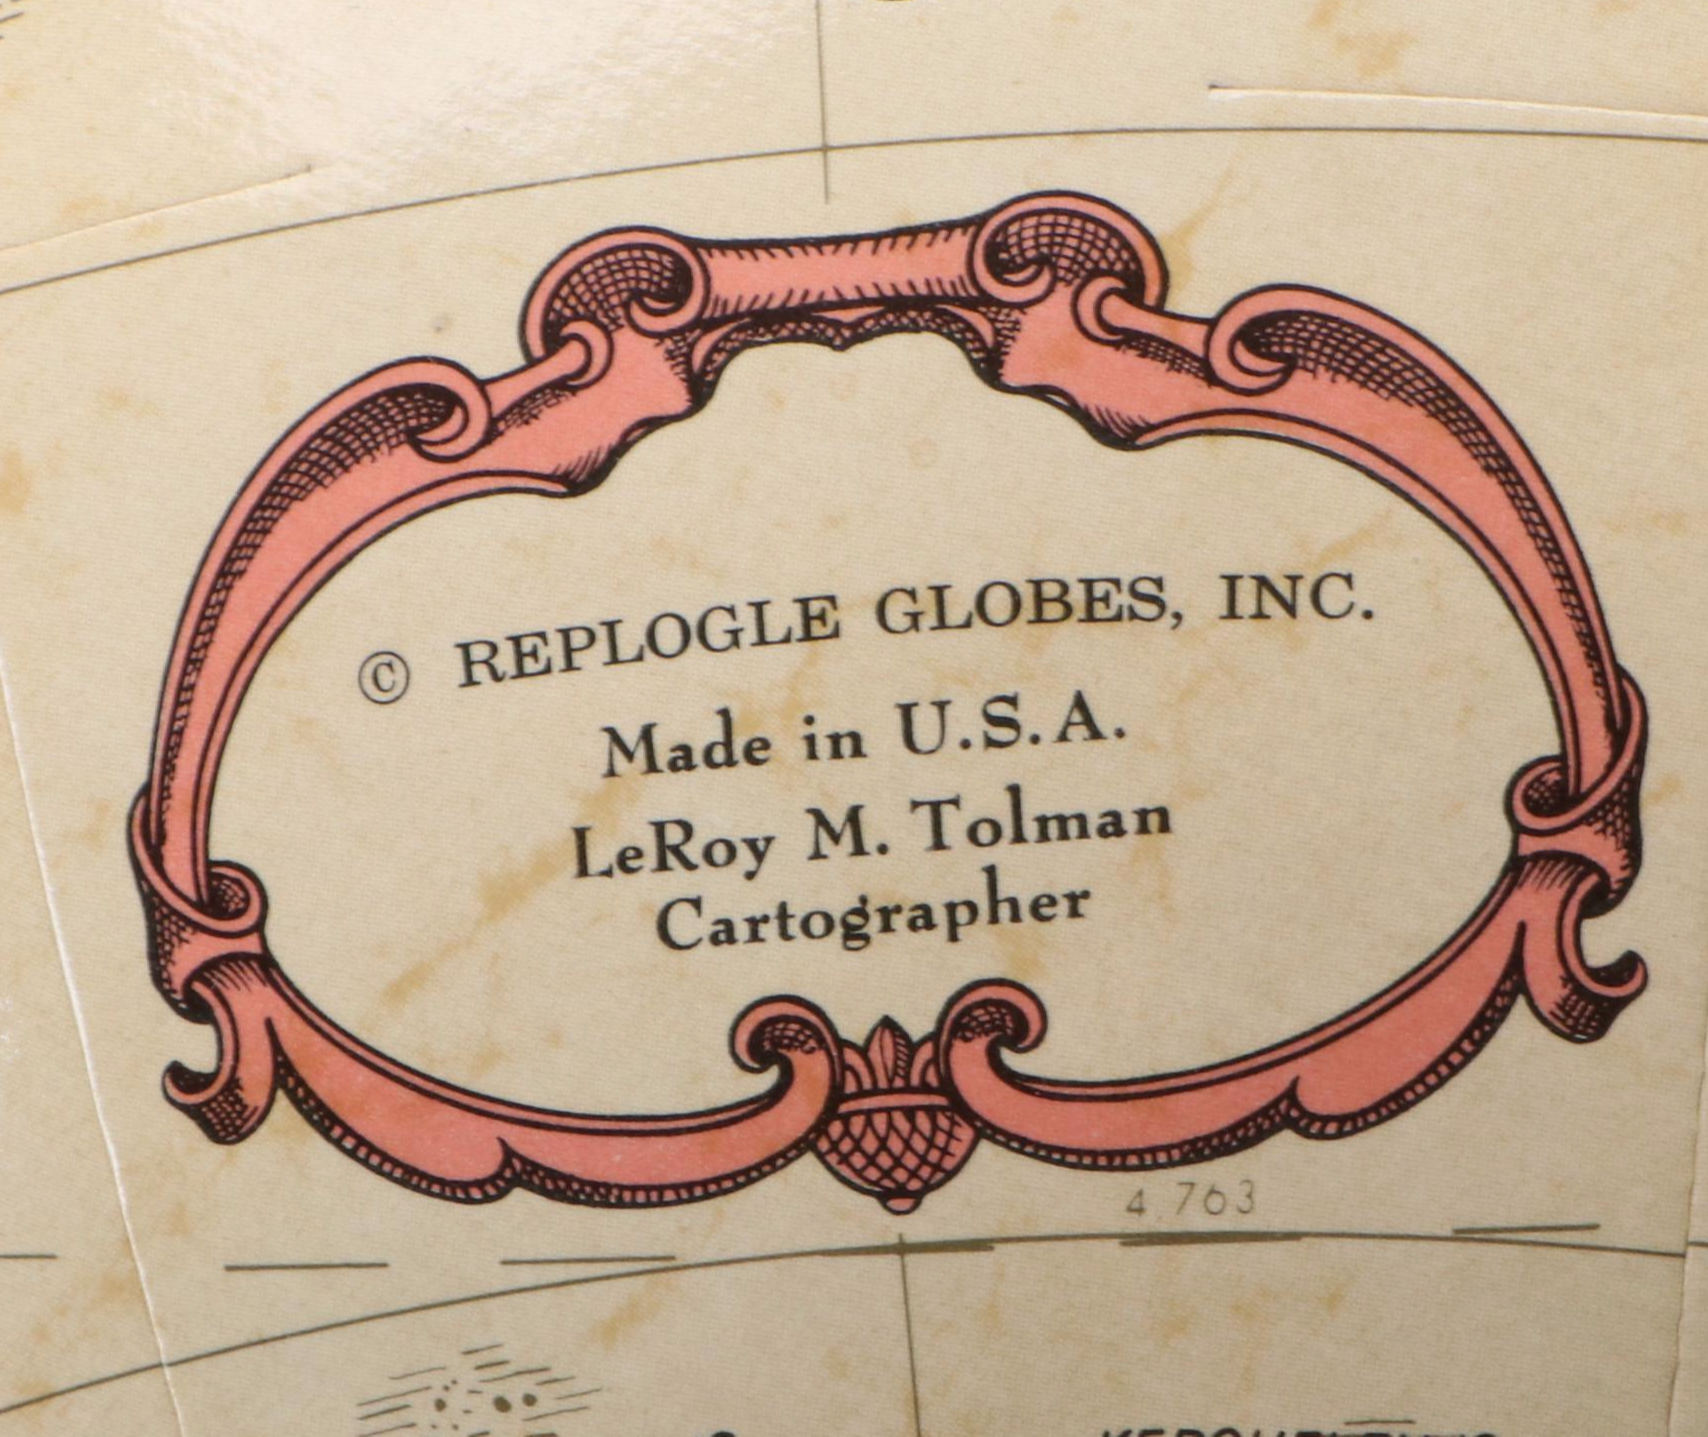 © REPLOGLE GLOBES, INC.
Made in U.S.A.
LeRoy M. Tolman
Cartographer
4.763